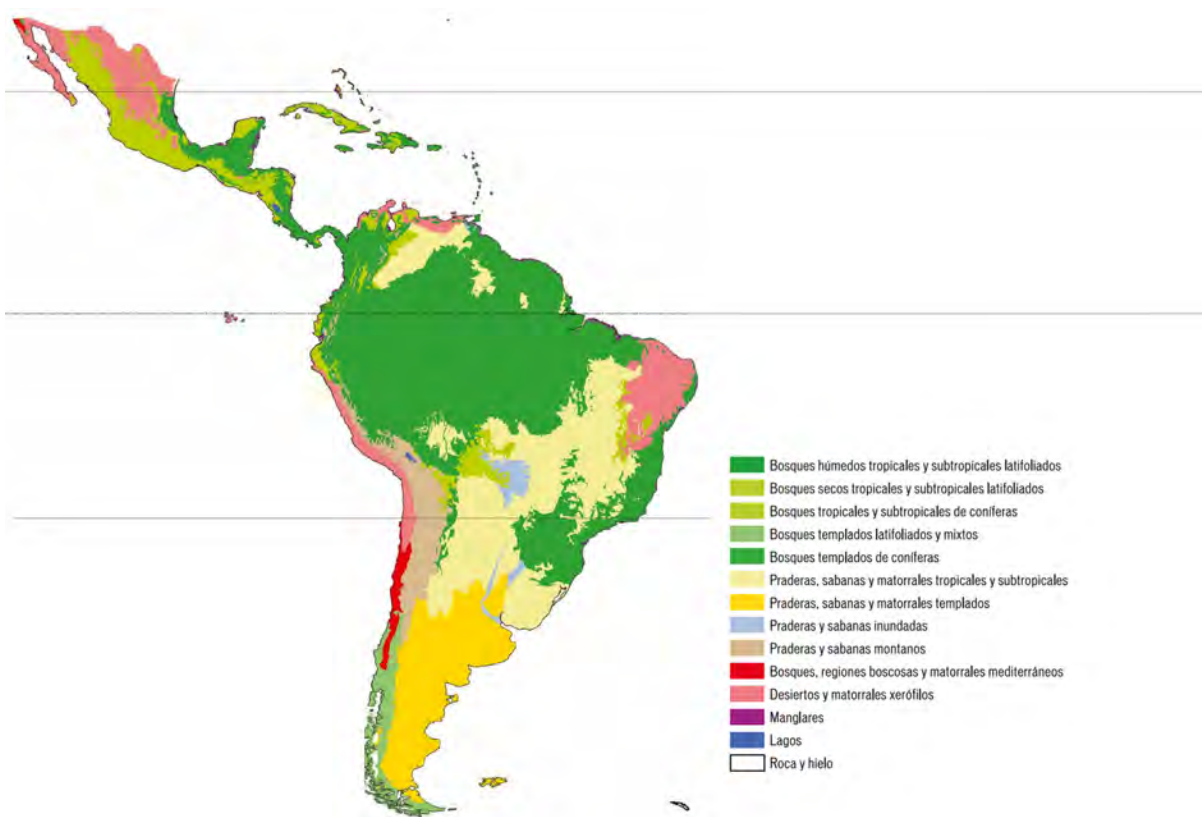 Bosques húmedos tropicales y subtropicales latifoliados
Bosques secos tropicales y subtropicales latifoliados
Bosques tropicales y subtropicales de coníferas
Bosques templados latifoliados y mixtos
Bosques templados de coníferas
Praderas, sabanas y matorrales tropicales y subtropicales
Praderas, sabanas y matorrales templados
Praderas y sabanas inundadas
Praderas y sabanas montanos
Bosques, regiones boscosas y matorrales mediterráneos
Desiertos y matorrales xerófilos
Manglares
Lagos
Roca y hielo